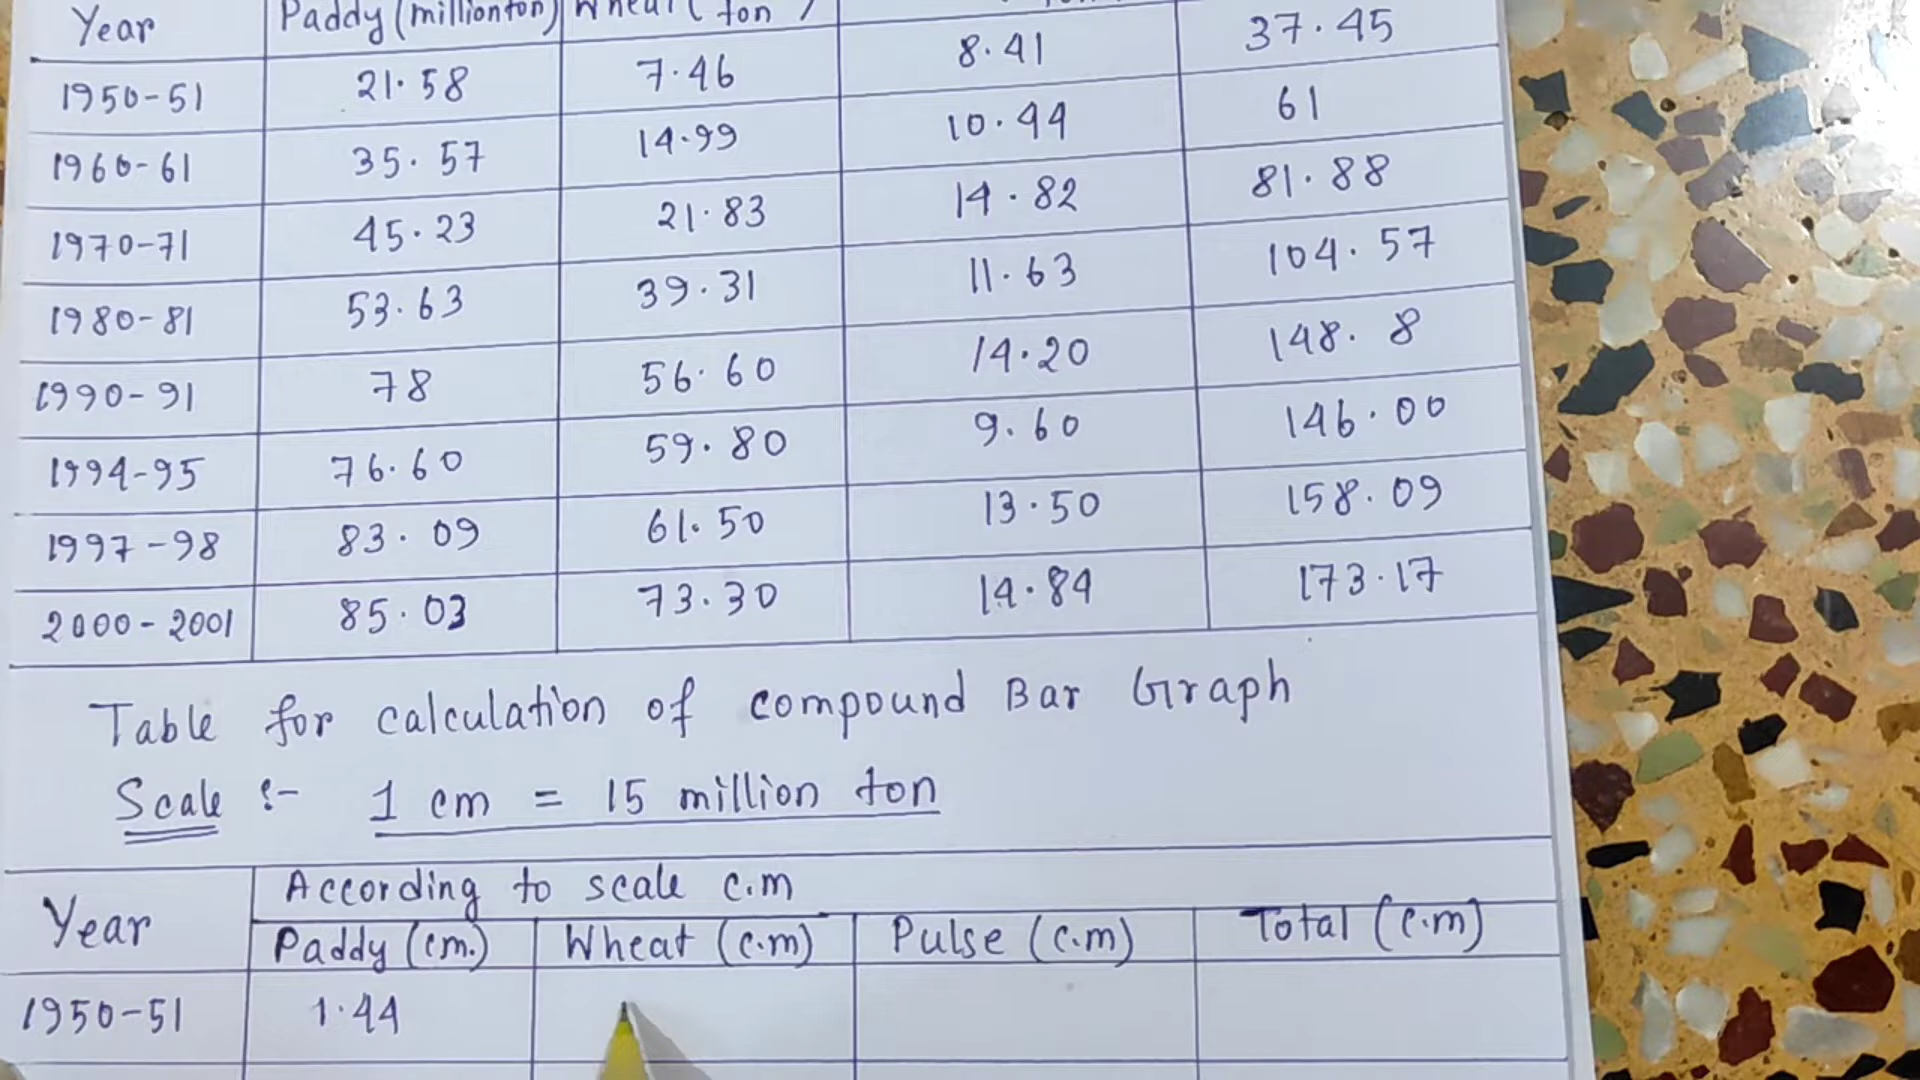 Year Paddy (million ton) Wheat ( ton )
1950-51 21.58 7.46 8.41 37.45
1960-61 35.57 14.99 10.44 61
1970-71 45.23 21.83 14.82 81.88
1980-81 53.63 39.31 11.63 104.57
1990-91 78 56.60 14.20 148.8
1994-95 76.60 59.80 9.60 146.00
1997-98 83.09 61.50 13.50 158.09
2000-2001 85.03 73.30 14.84 173.17
Table for calculation of compound Bar Graph
Scale :- 1 cm = 15 million ton
Year According to scale c.m
Paddy (cm.) Wheat (c.m) Pulse (c.m) Total (c.m)
1950-51 1.44